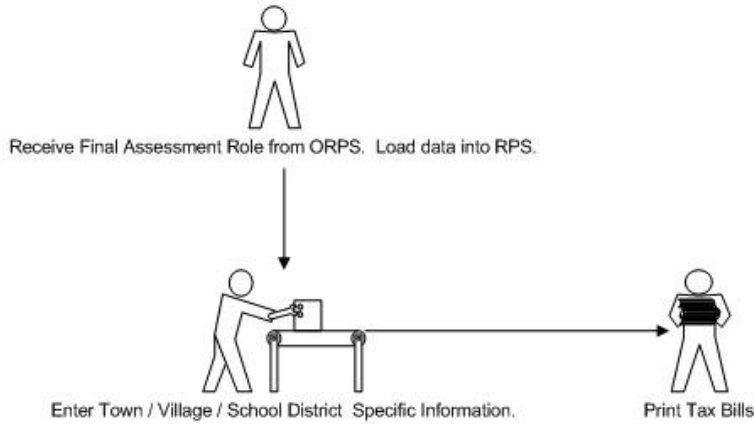 Receive Final Assessment Role from ORPS.  Load data into RPS.
Enter Town / Village / School District  Specific Information.
Print Tax Bills